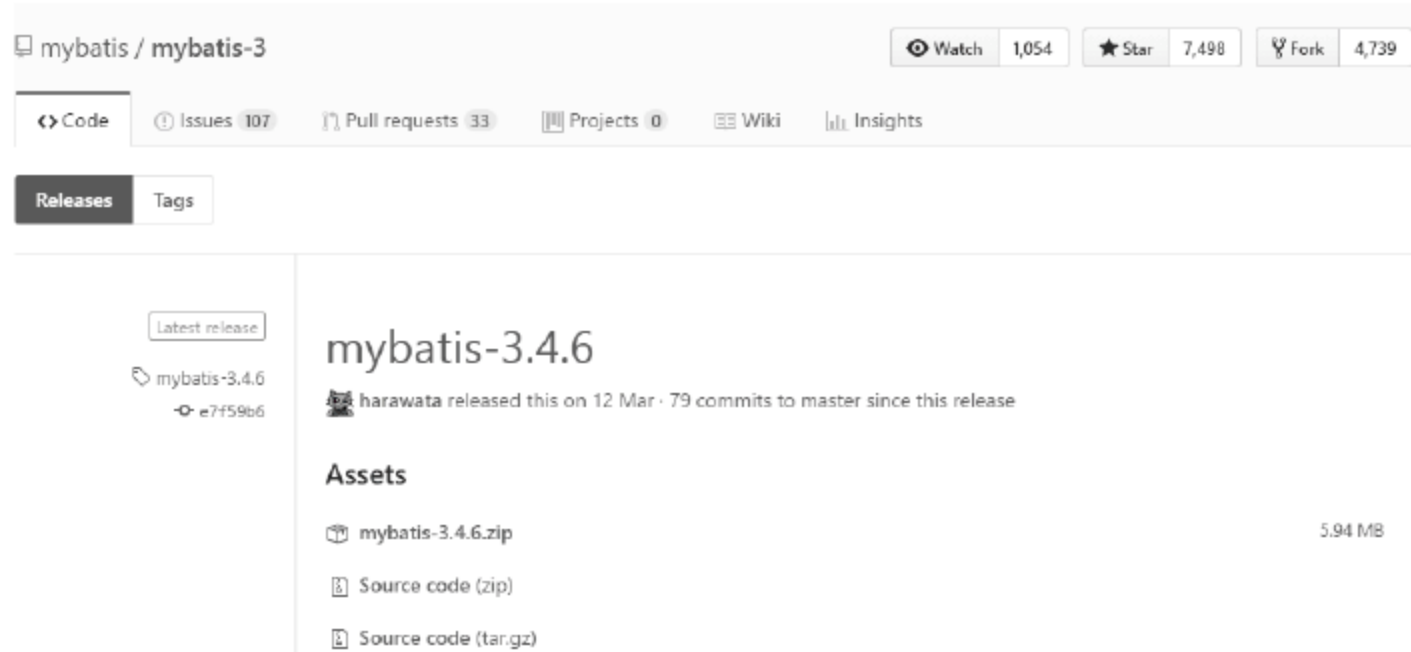 mybatis / mybatis-3 Watch 1,054 Star 7,498 Fork 4,739
Code Issues 107 Pull requests 33 Projects 0 Wiki Insights
Releases Tags
Latest release
mybatis-3.4.6
mybatis-3.4.6
e7f59b6
harawata released this on 12 Mar · 79 commits to master since this release
Assets
mybatis-3.4.6.zip 5.94 MB
Source code (zip)
Source code (tar.gz)